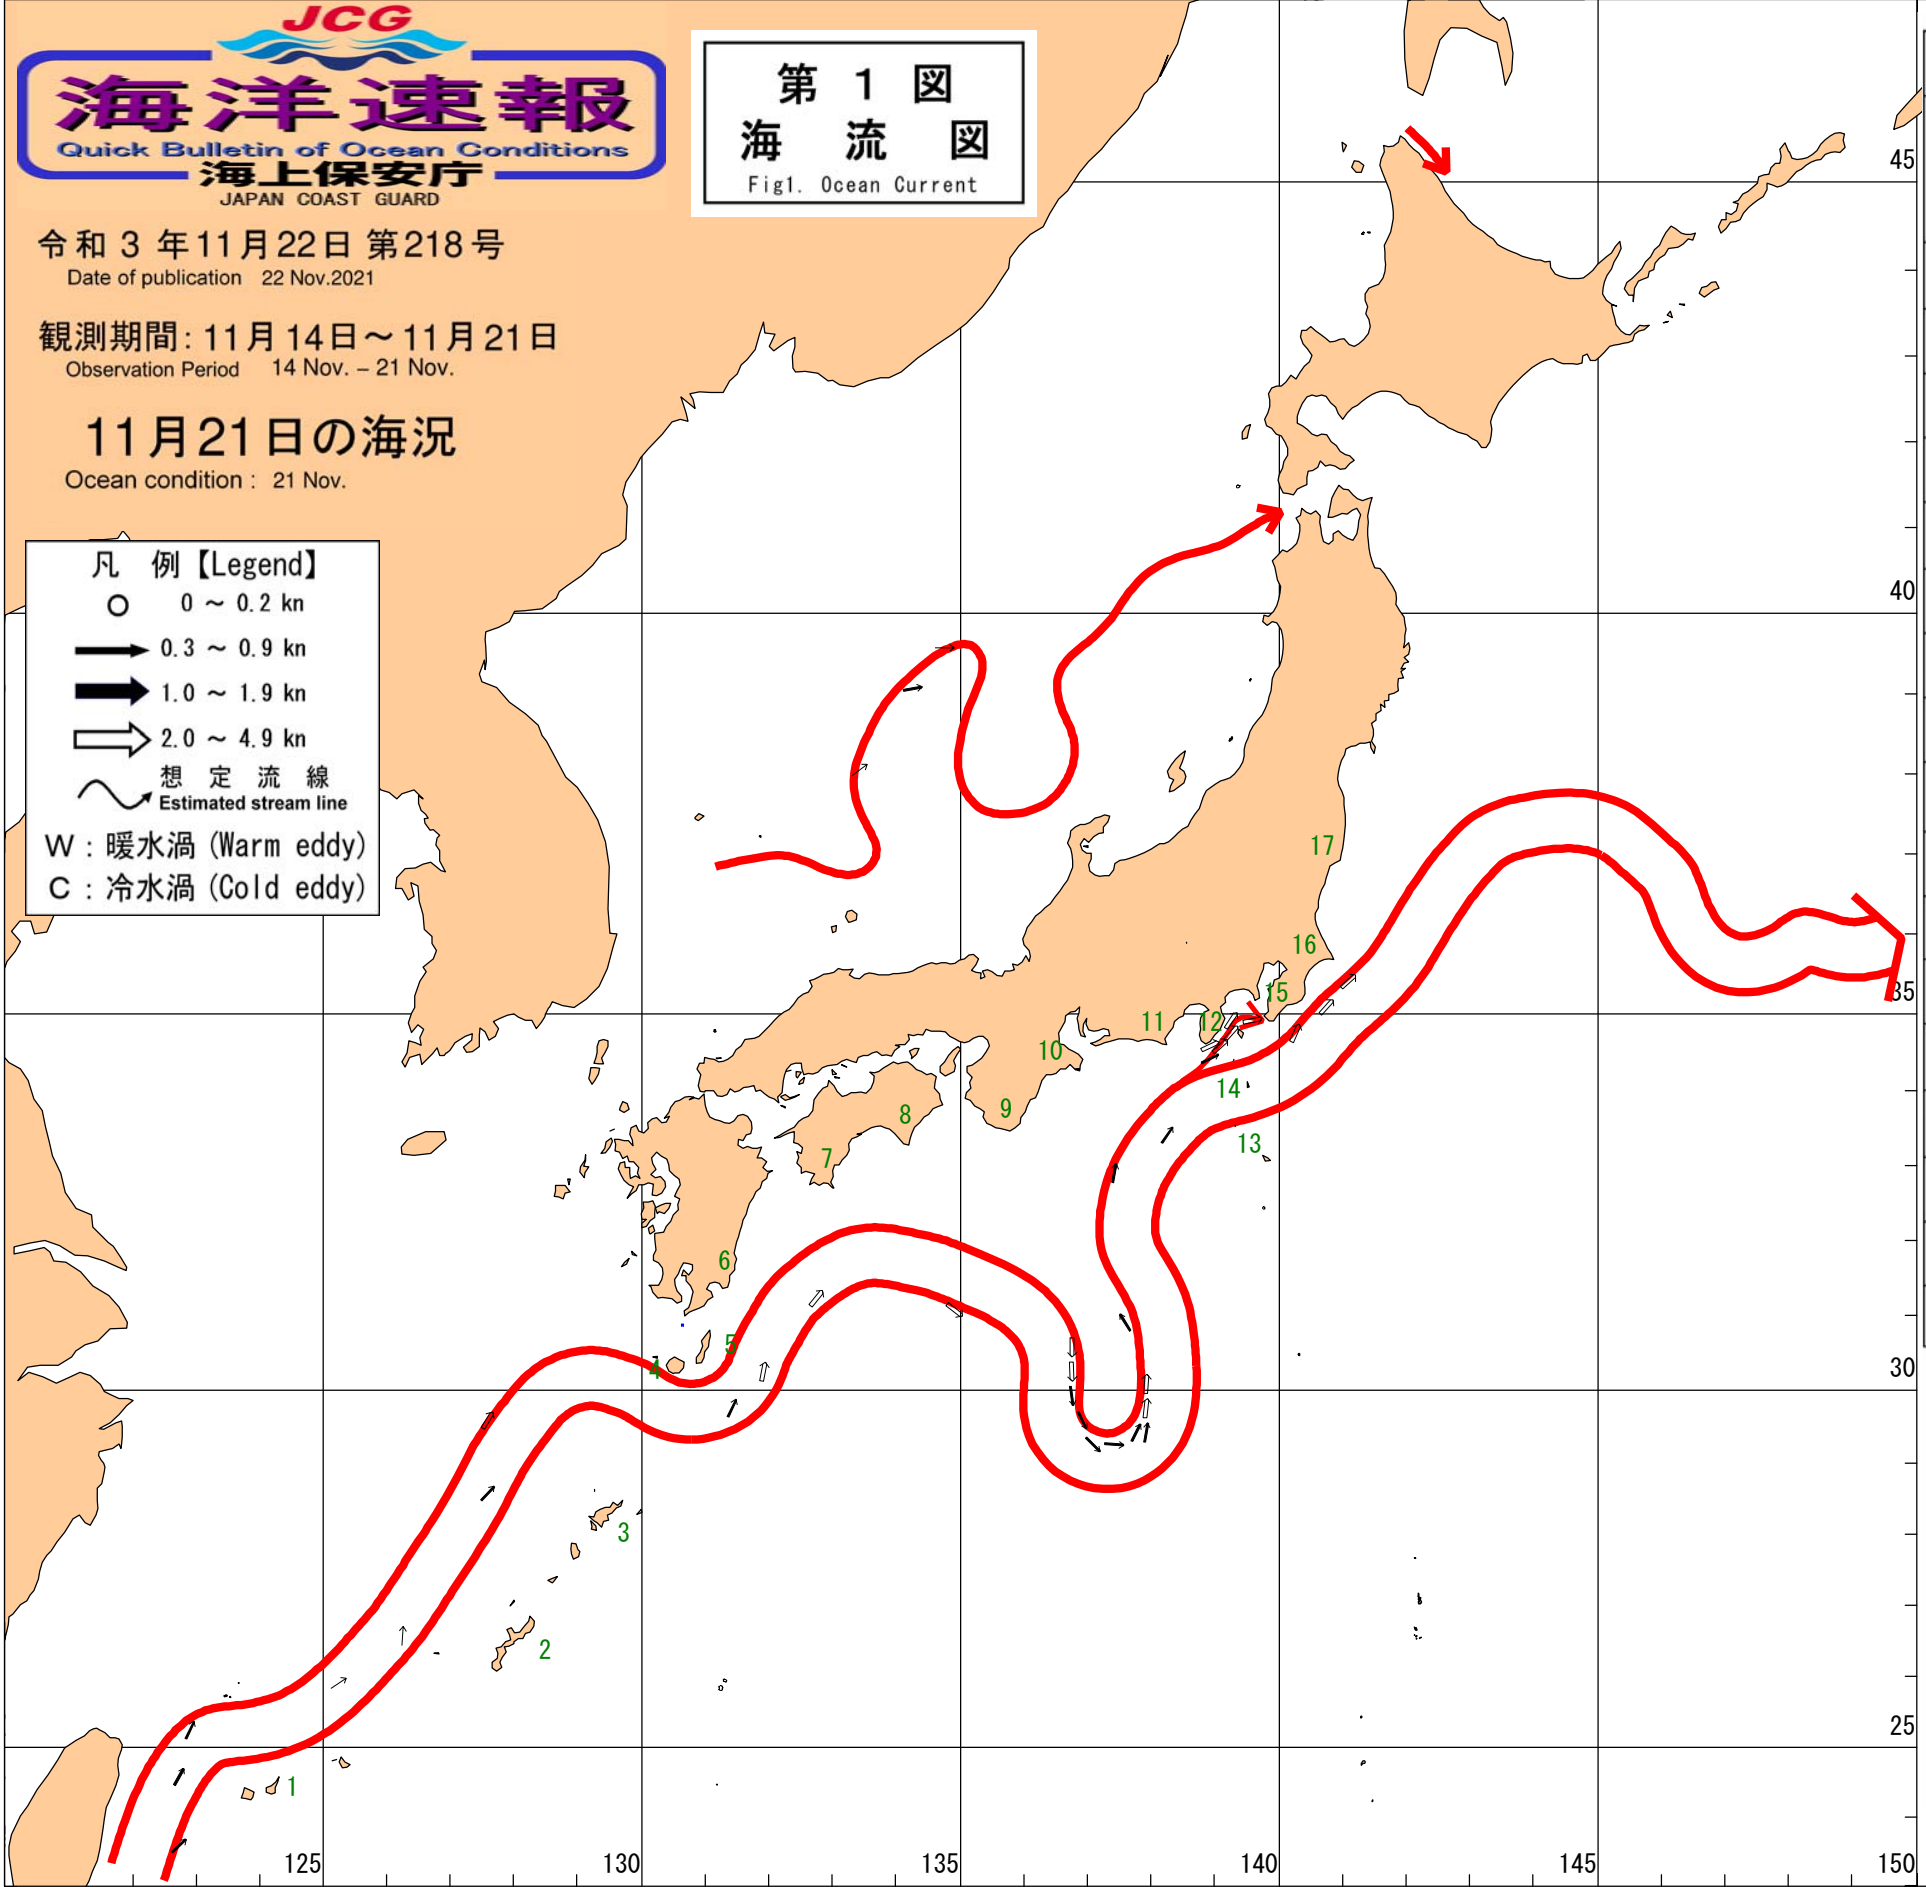 JCG
海洋速報
Quick Bulletin of Ocean Conditions
海上保安庁
JAPAN COAST GUARD
令和 3 年11月22日 第218号
Date of publication 22 Nov.2021
観測期間: 11月14日～11月21日
Observation Period 14 Nov. – 21 Nov.
11月21日の海況
Ocean condition : 21 Nov.
第 1 図
海 流 図
Fig1. Ocean Current
凡 例【Legend】
0 ～ 0.2 kn
0.3 ～ 0.9 kn
1.0 ～ 1.9 kn
2.0 ～ 4.9 kn
想 定 流 線
Estimated stream line
W : 暖水渦 (Warm eddy)
C : 冷水渦 (Cold eddy)
45
40
35
30
25
17
16
15
12
11
10
14
9
8
13
7
6
5
4
3
2
1
125
130
135
140
145
150